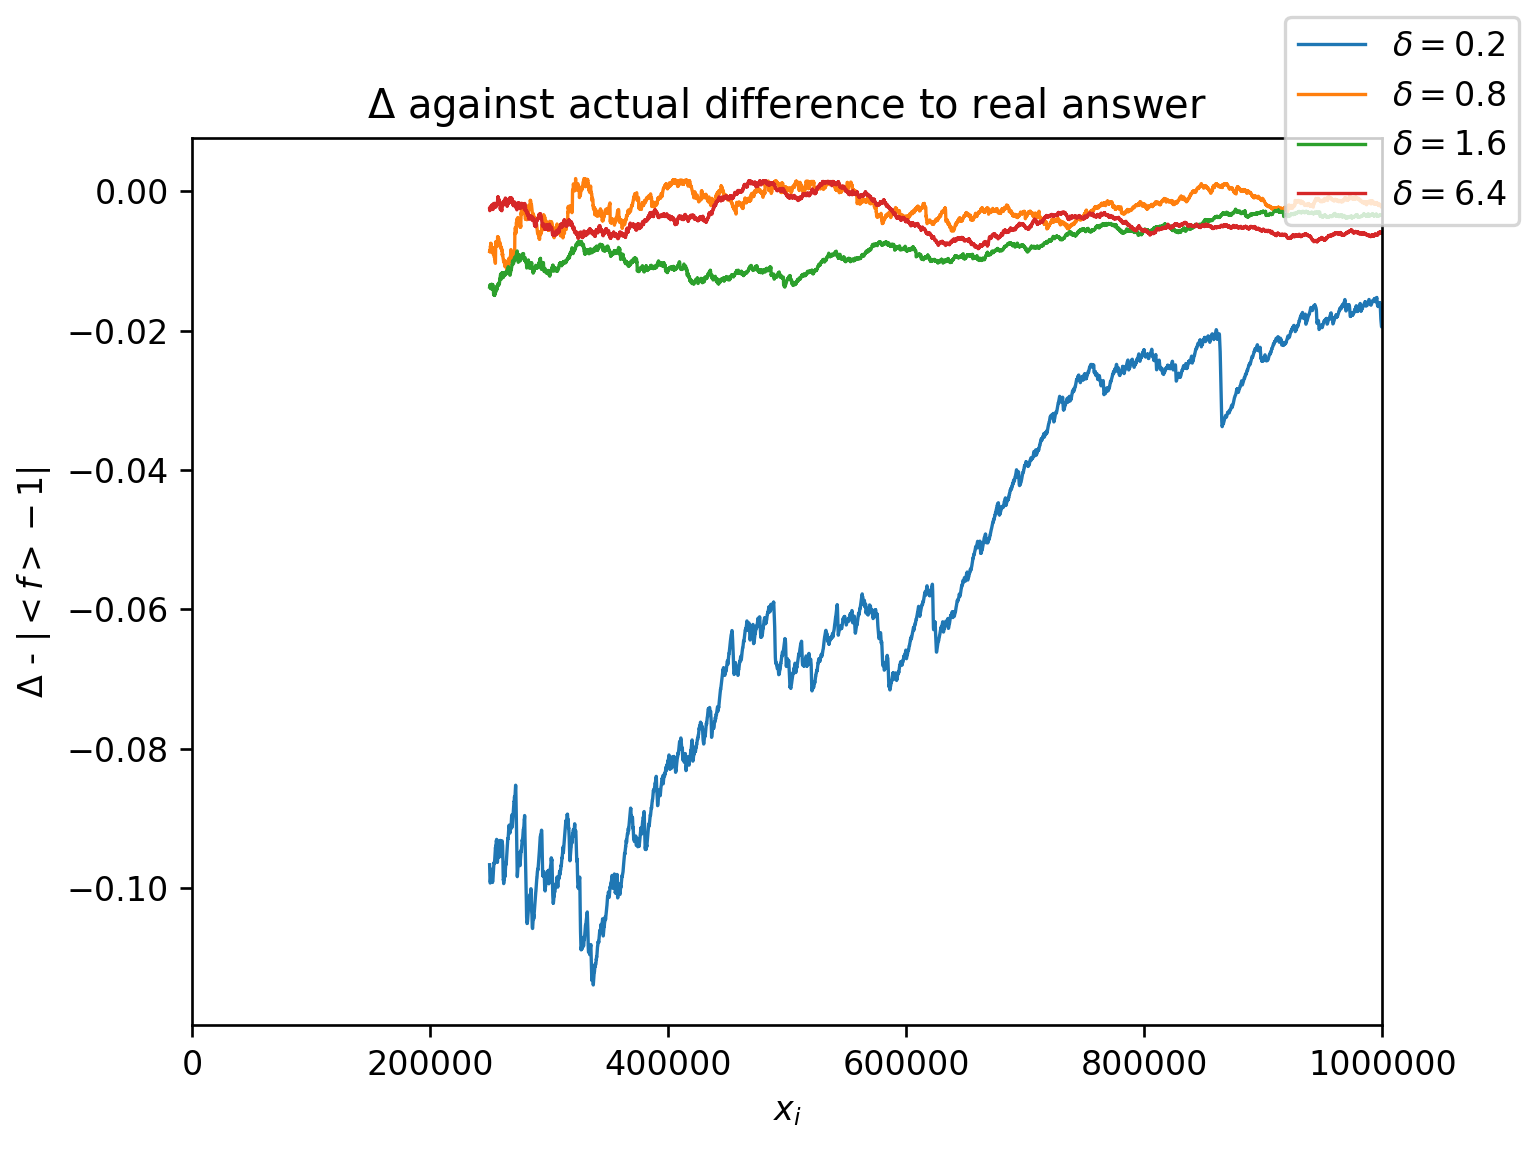 δ = 0.2
δ = 0.8
δ = 1.6
δ = 6.4
Δ against actual difference to real answer
0.00
−0.02
−0.04
−0.06
−0.08
−0.10
Δ - |< f > − 1|
0 200000 400000 600000 800000 1000000
xᵢ